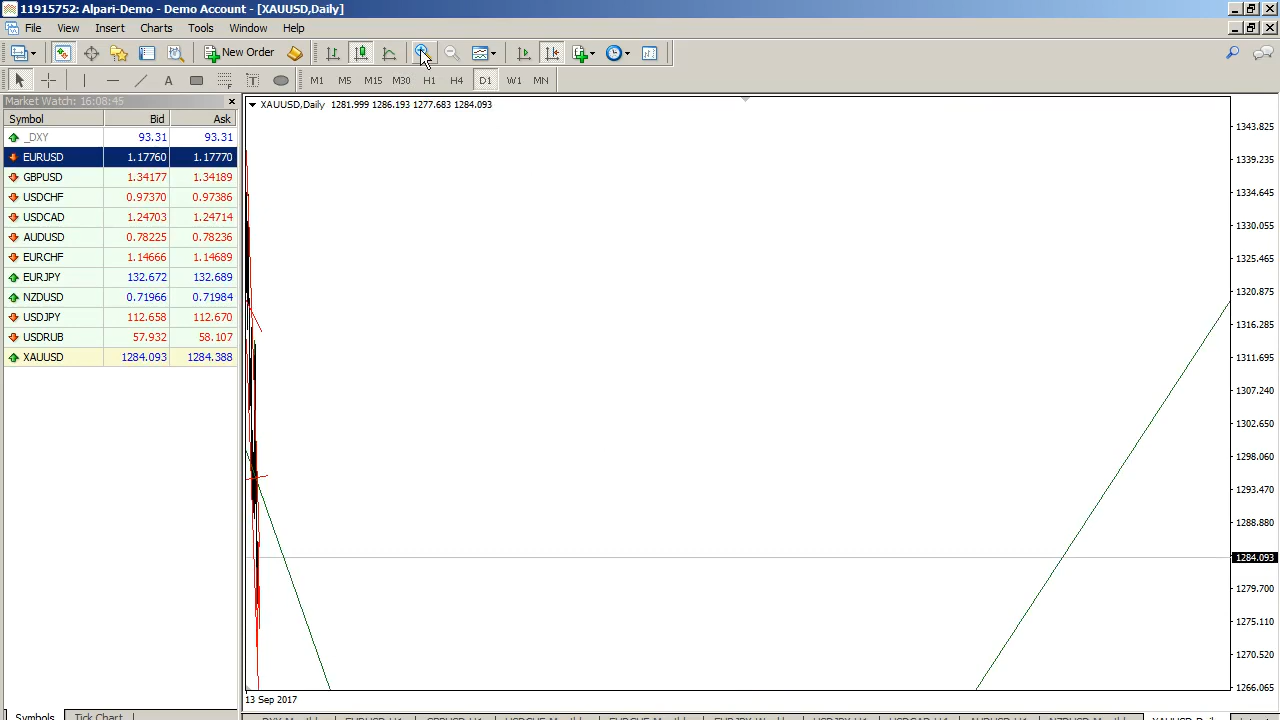 11915752: Alpari-Demo - Demo Account - [XAUUSD,Daily]
File View Insert Charts Tools Window Help
New Order
A T M1 M5 M15 M30 H1 H4 D1 W1 MN
Market Watch: 16:08:45
Symbol Bid Ask
_DXY 93.31 93.31
EURUSD 1.17760 1.17770
GBPUSD 1.34177 1.34189
USDCHF 0.97370 0.97386
USDCAD 1.24703 1.24714
AUDUSD 0.78225 0.78236
EURCHF 1.14666 1.14689
EURJPY 132.672 132.689
NZDUSD 0.71966 0.71984
USDJPY 112.658 112.670
USDRUB 57.932 58.107
XAUUSD 1284.093 1284.388
Symbols Tick Chart
XAUUSD,Daily 1281.999 1286.193 1277.683 1284.093
1343.825
1339.235
1334.645
1330.055
1325.465
1320.875
1316.285
1311.695
1307.240
1302.650
1298.060
1293.470
1288.880
1284.093
1279.700
1275.110
1270.520
1266.065
13 Sep 2017